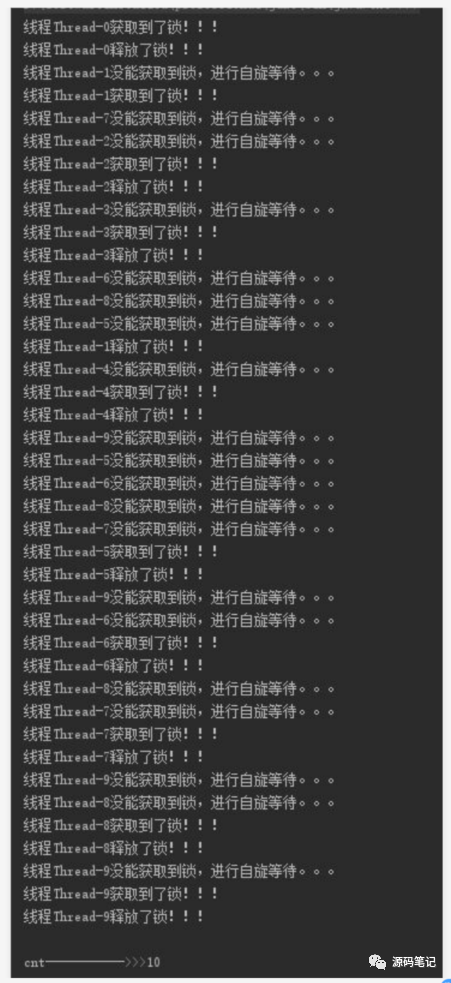 线程Thread-0获取到了锁！！！
线程Thread-0释放了锁！！！
线程Thread-1没能获取到锁，进行自旋等待。。。
线程Thread-1获取到了锁！！！
线程Thread-7没能获取到锁，进行自旋等待。。。
线程Thread-2没能获取到锁，进行自旋等待。。。
线程Thread-2获取到了锁！！！
线程Thread-2释放了锁！！！
线程Thread-3没能获取到锁，进行自旋等待。。。
线程Thread-3获取到了锁！！！
线程Thread-3释放了锁！！！
线程Thread-6没能获取到锁，进行自旋等待。。。
线程Thread-8没能获取到锁，进行自旋等待。。。
线程Thread-5没能获取到锁，进行自旋等待。。。
线程Thread-1释放了锁！！！
线程Thread-4没能获取到锁，进行自旋等待。。。
线程Thread-4获取到了锁！！！
线程Thread-4释放了锁！！！
线程Thread-9没能获取到锁，进行自旋等待。。。
线程Thread-5没能获取到锁，进行自旋等待。。。
线程Thread-6没能获取到锁，进行自旋等待。。。
线程Thread-8没能获取到锁，进行自旋等待。。。
线程Thread-7没能获取到锁，进行自旋等待。。。
线程Thread-5获取到了锁！！！
线程Thread-5释放了锁！！！
线程Thread-9没能获取到锁，进行自旋等待。。。
线程Thread-6没能获取到锁，进行自旋等待。。。
线程Thread-6获取到了锁！！！
线程Thread-6释放了锁！！！
线程Thread-8没能获取到锁，进行自旋等待。。。
线程Thread-7没能获取到锁，进行自旋等待。。。
线程Thread-7获取到了锁！！！
线程Thread-7释放了锁！！！
线程Thread-9没能获取到锁，进行自旋等待。。。
线程Thread-8没能获取到锁，进行自旋等待。。。
线程Thread-8获取到了锁！！！
线程Thread-8释放了锁！！！
线程Thread-9没能获取到锁，进行自旋等待。。。
线程Thread-9获取到了锁！！！
线程Thread-9释放了锁！！！
cnt—————>>>10
源码笔记